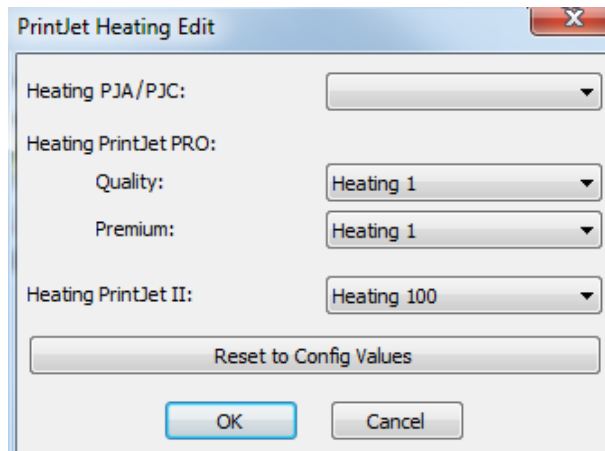 PrintJet Heating Edit
Heating PJA/PJC:
Heating PrintJet PRO:
Quality: Heating 1
Premium: Heating 1
Heating PrintJet II: Heating 100
Reset to Config Values
OK Cancel